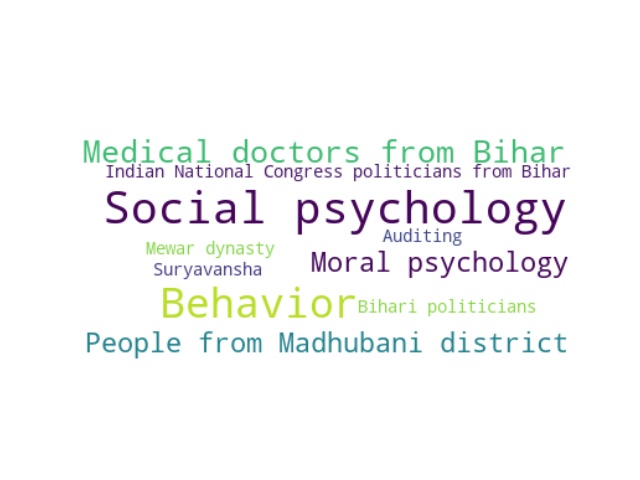 Medical doctors from Bihar
Indian National Congress politicians from Bihar
Social psychology
Auditing
Mewar dynasty
Moral psychology
Suryavansha
Behavior
Bihari politicians
People from Madhubani district